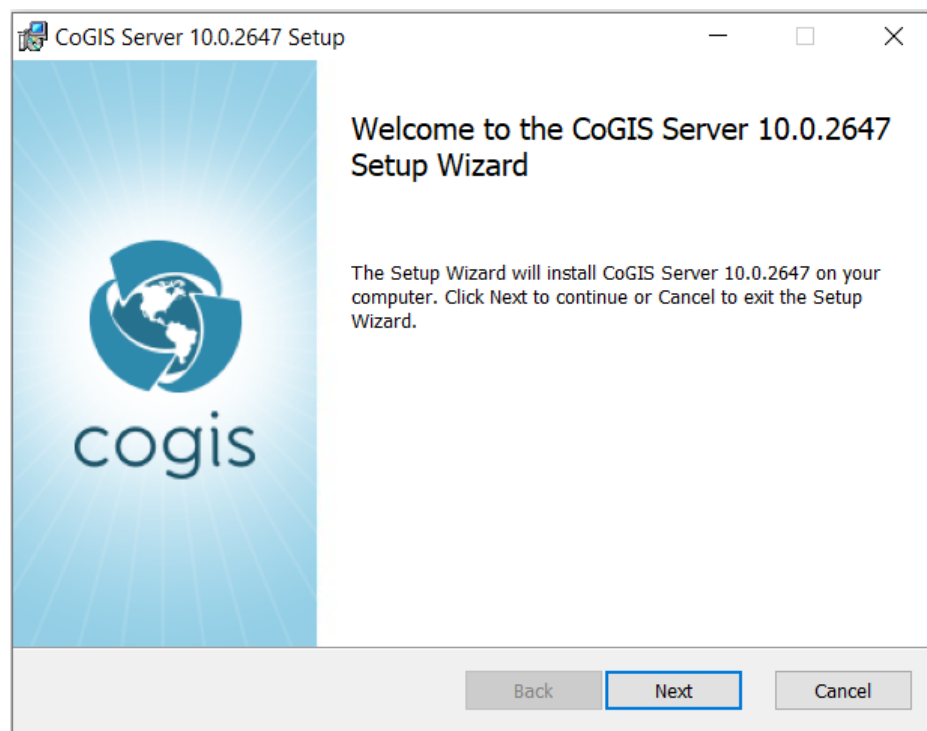 CoGIS Server 10.0.2647 Setup
Welcome to the CoGIS Server 10.0.2647
Setup Wizard
The Setup Wizard will install CoGIS Server 10.0.2647 on your
computer. Click Next to continue or Cancel to exit the Setup
Wizard.
cogis
Back Next Cancel